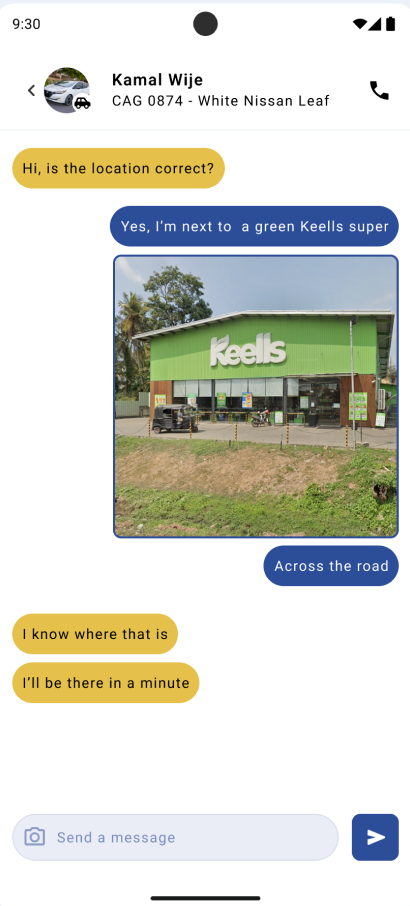 9:30
Kamal Wije
CAG 0874 - White Nissan Leaf
Hi, is the location correct?
Yes, I'm next to  a green Keells super
Keells
Across the road
I know where that is
I'll be there in a minute
Send a message